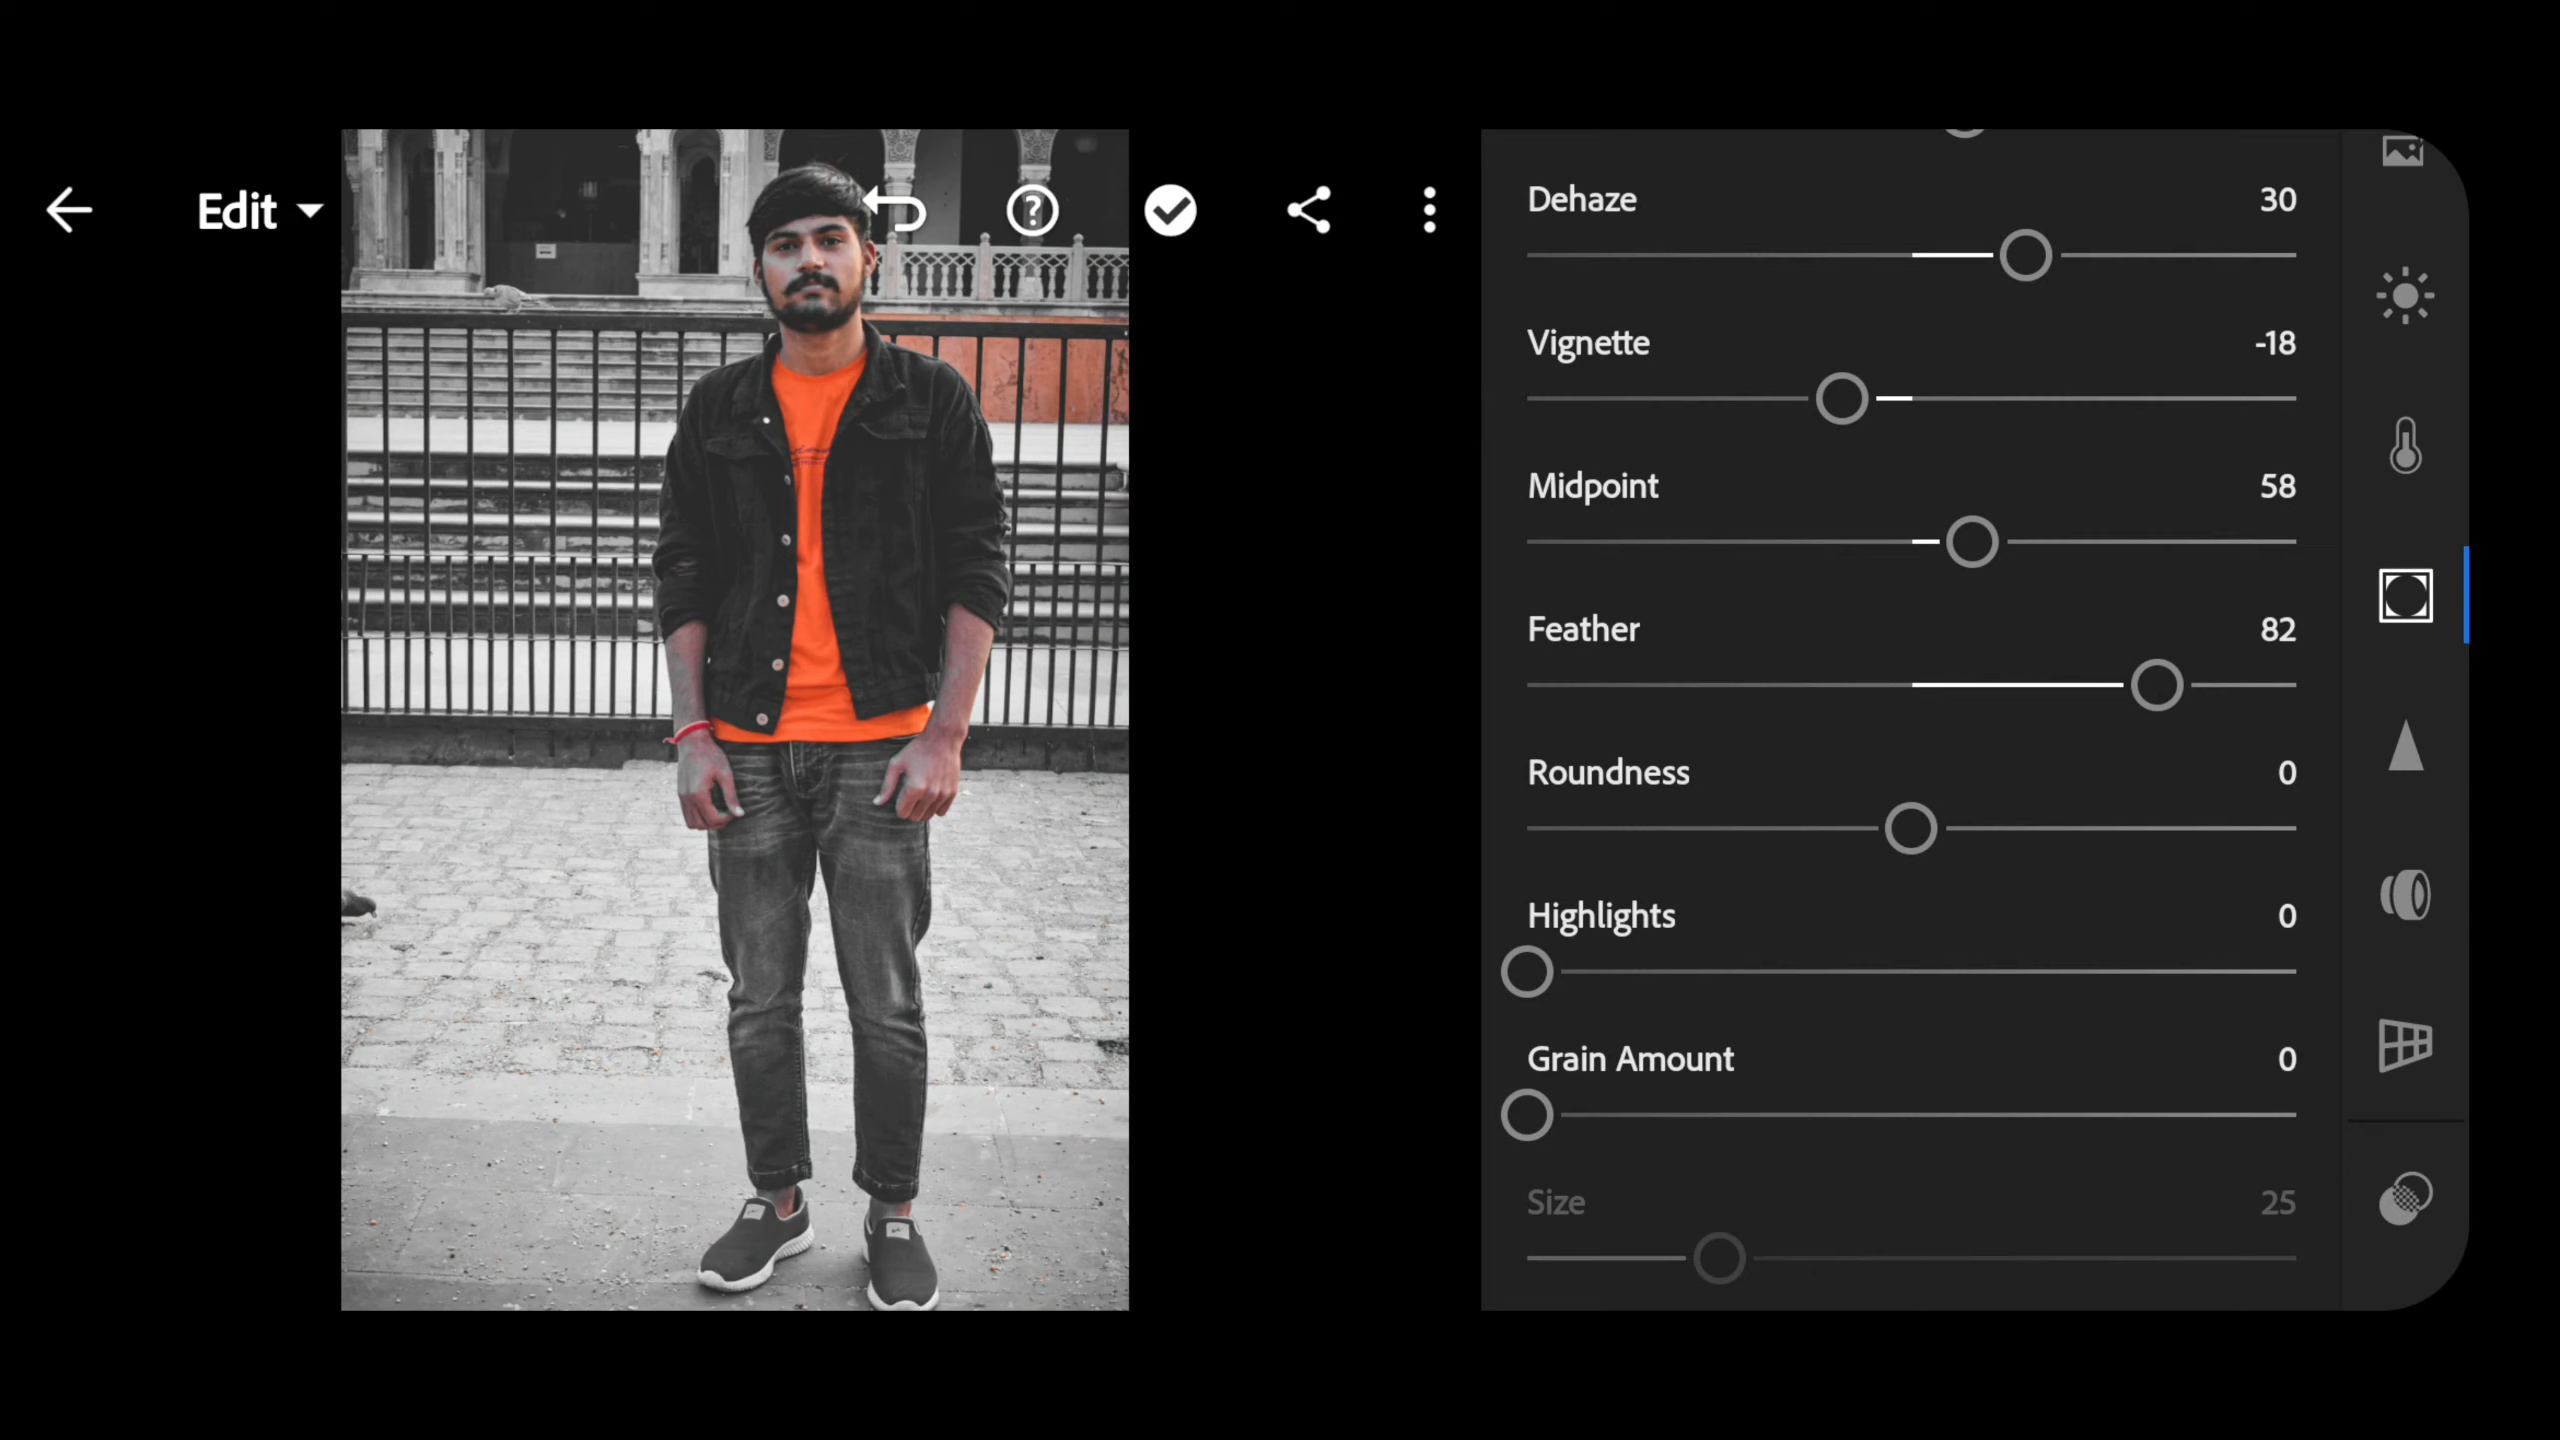 Edit
Dehaze 30
Vignette -18
Midpoint 58
Feather 82
Roundness 0
Highlights 0
Grain Amount 0
Size 25